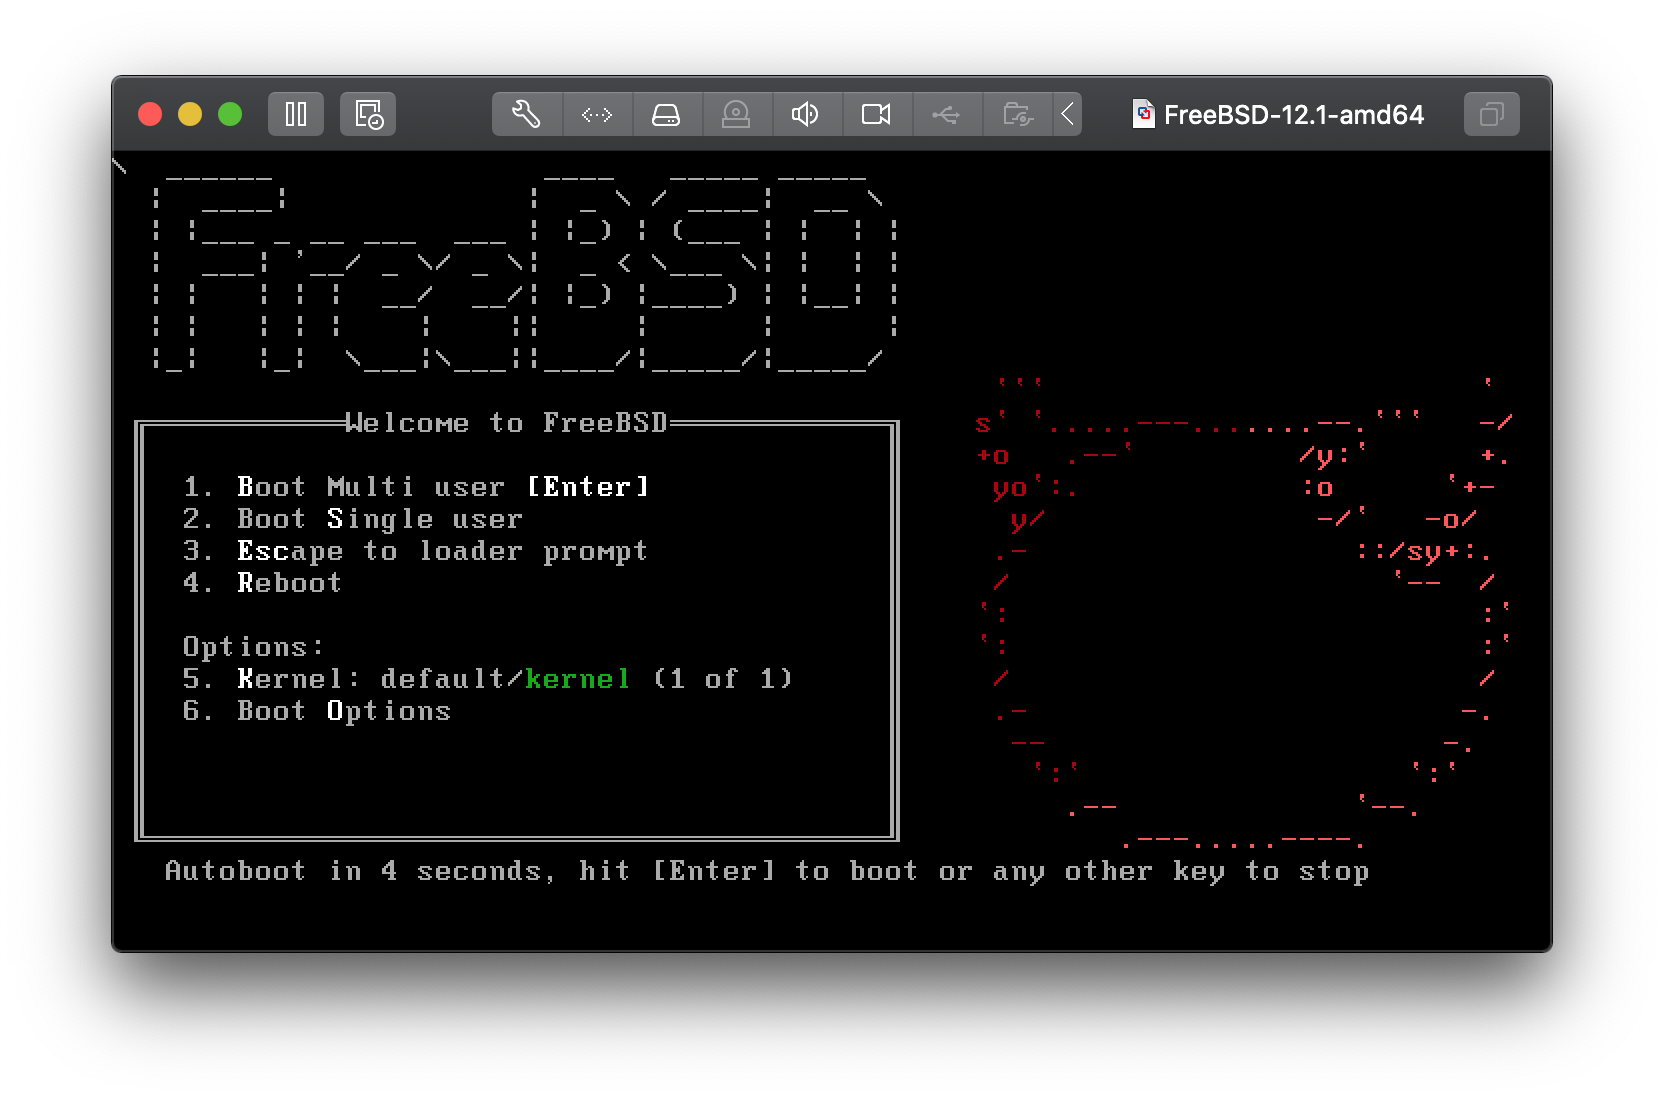 FreeBSD-12.1-amd64
FreeBSD
Welcome to FreeBSD
1. Boot Multi user [Enter]
2. Boot Single user
3. Escape to loader prompt
4. Reboot
Options:
5. Kernel: default/kernel (1 of 1)
6. Boot Options
Autoboot in 4 seconds, hit [Enter] to boot or any other key to stop